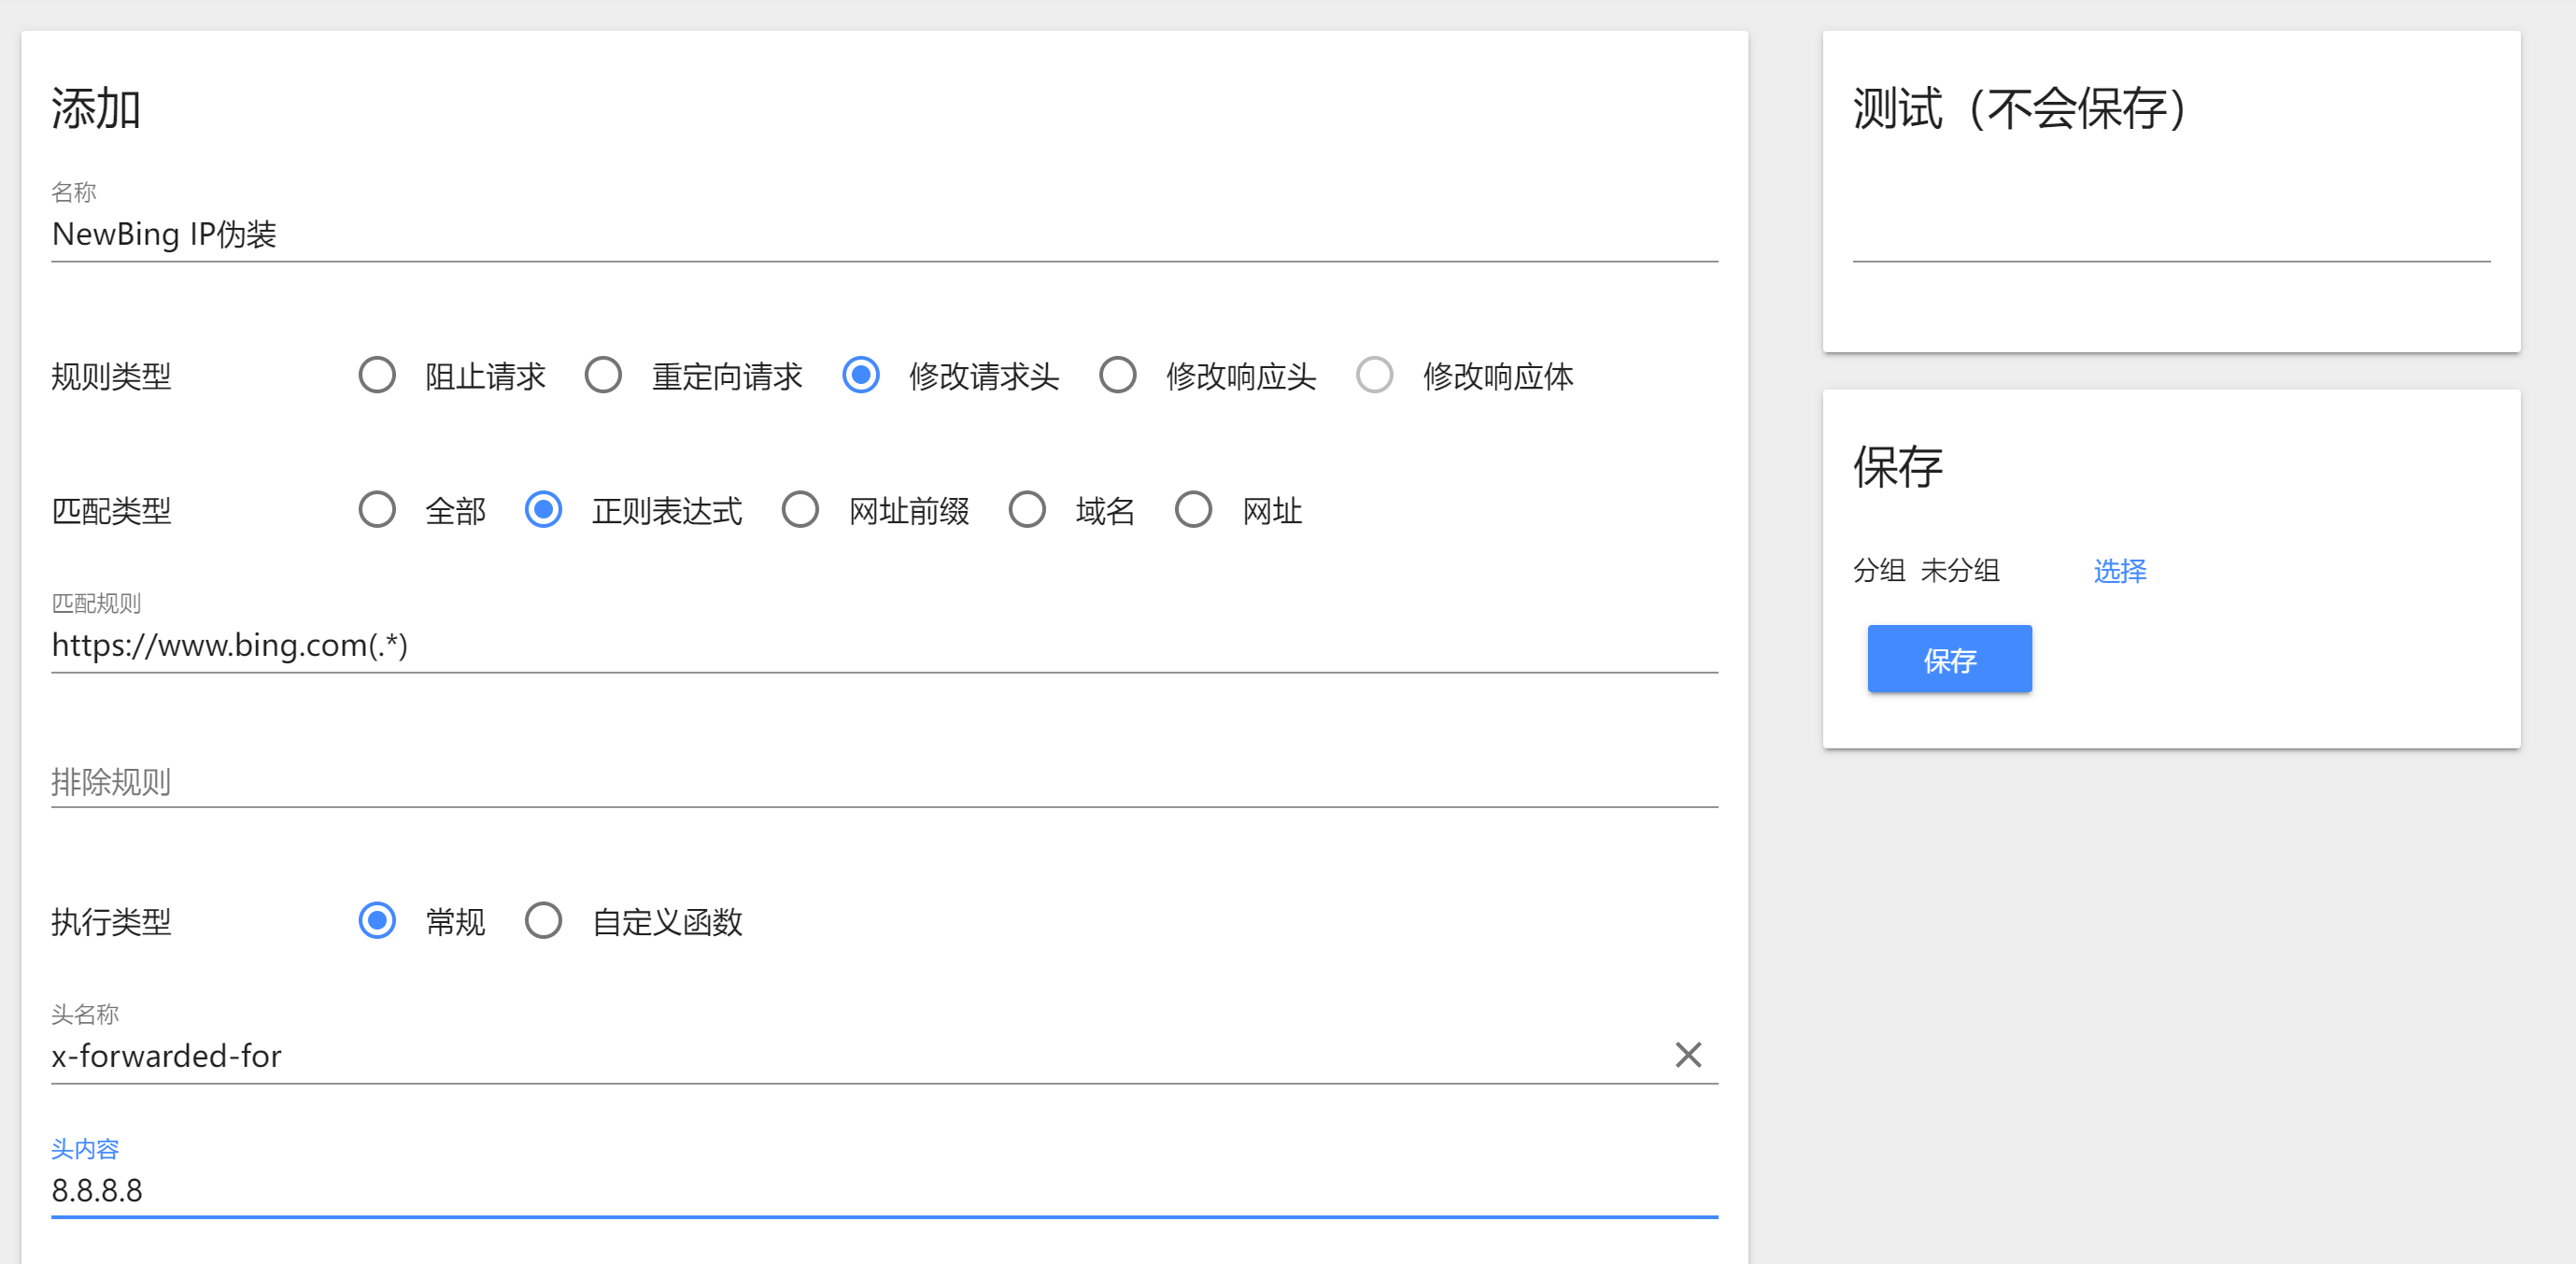 添加
名称
NewBing IP伪装
规则类型 阻止请求 重定向请求 修改请求头 修改响应头 修改响应体
匹配类型 全部 正则表达式 网址前缀 域名 网址
匹配规则
https://www.bing.com(.*)
排除规则
执行类型 常规 自定义函数
头名称
x-forwarded-for
头内容
8.8.8.8
测试（不会保存）
保存
分组 未分组 选择
保存